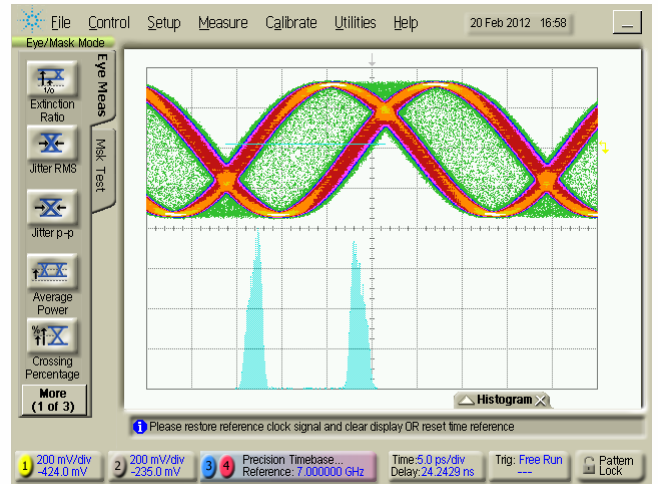 File Control Setup Measure Calibrate Utilities Help 20 Feb 2012 16:58
Eye/Mask Mode
Eye Meas
Msk Test
1/0
Extinction
Ratio
Jitter RMS
Jitter p-p
Average
Power
%
Crossing
Percentage
More
(1 of 3)
Histogram
Please restore reference clock signal and clear display OR reset time reference
1 200 mV/div
-424.0 mV
2 200 mV/div
-235.0 mV
3 4 Precision Timebase...
Reference: 7.000000 GHz
Time:5.0 ps/div
Delay:24.2429 ns
Trig: Free Run
---
Pattern
Lock